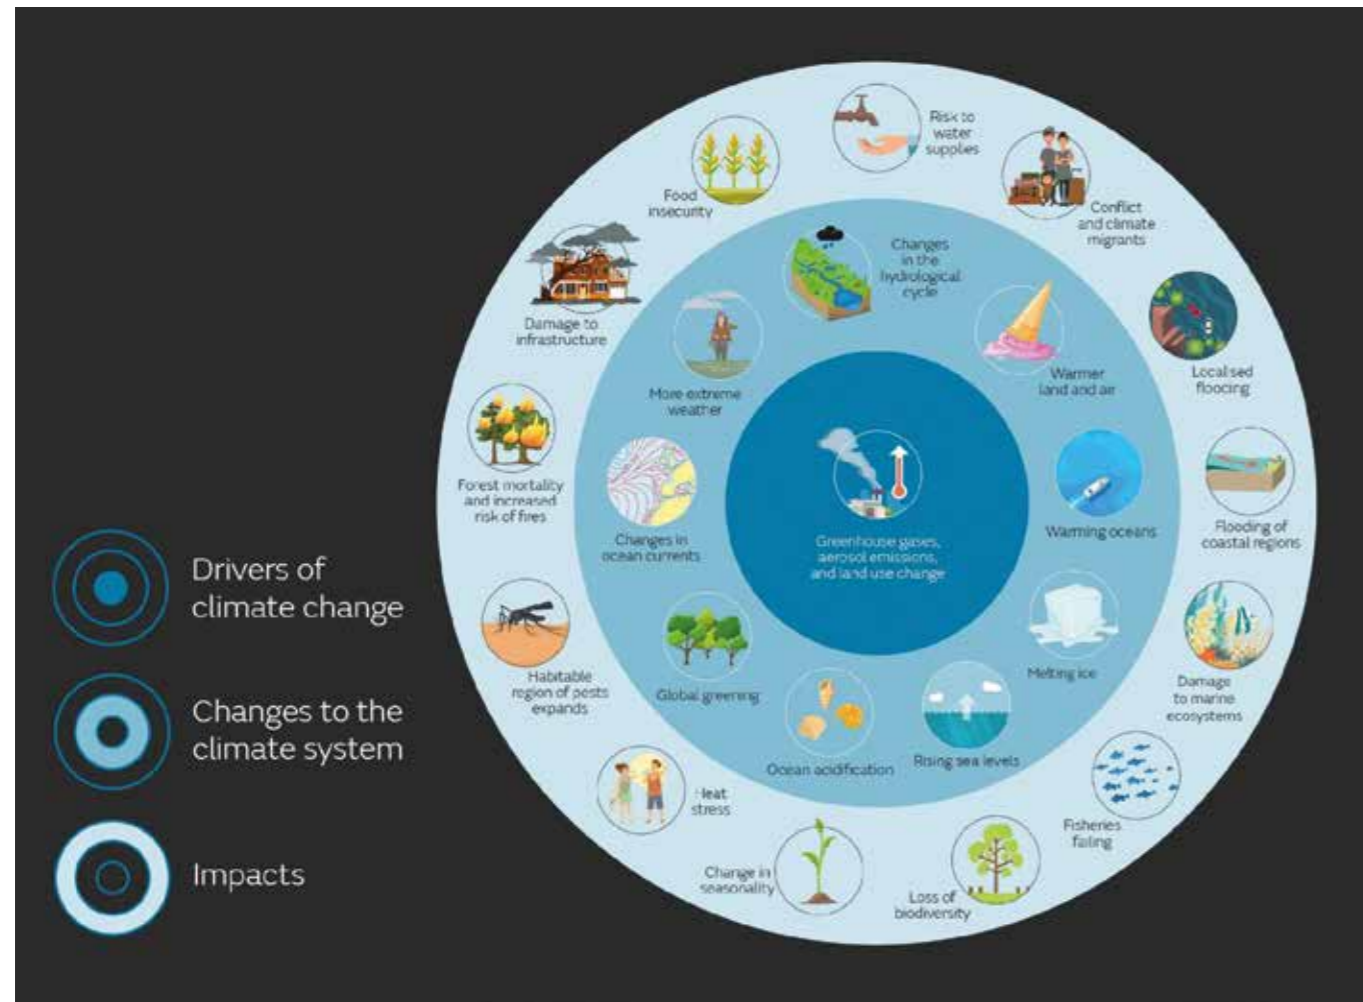 Risk to
water
supplies
Food
insecurity
Conflict
and climate
migrants
Changes
in the
hydrological
cycle
Damage to
infrastructure
More extreme
weather
Warmer
land and air
Localised
flooding
Forest mortality
and increased
risk of fires
Changes in
ocean currents
Greenhouse gases,
aerosol emissions,
and land use change
Warming oceans
Flooding of
coastal regions
Drivers of
climate change
Habitable
region of pests
expands
Global greening
Melting ice
Damage
to marine
ecosystems
Changes to the
climate system
Ocean acidification
Rising sea levels
Heat
stress
Fisheries
failing
Impacts
Change in
seasonality
Loss of
biodiversity